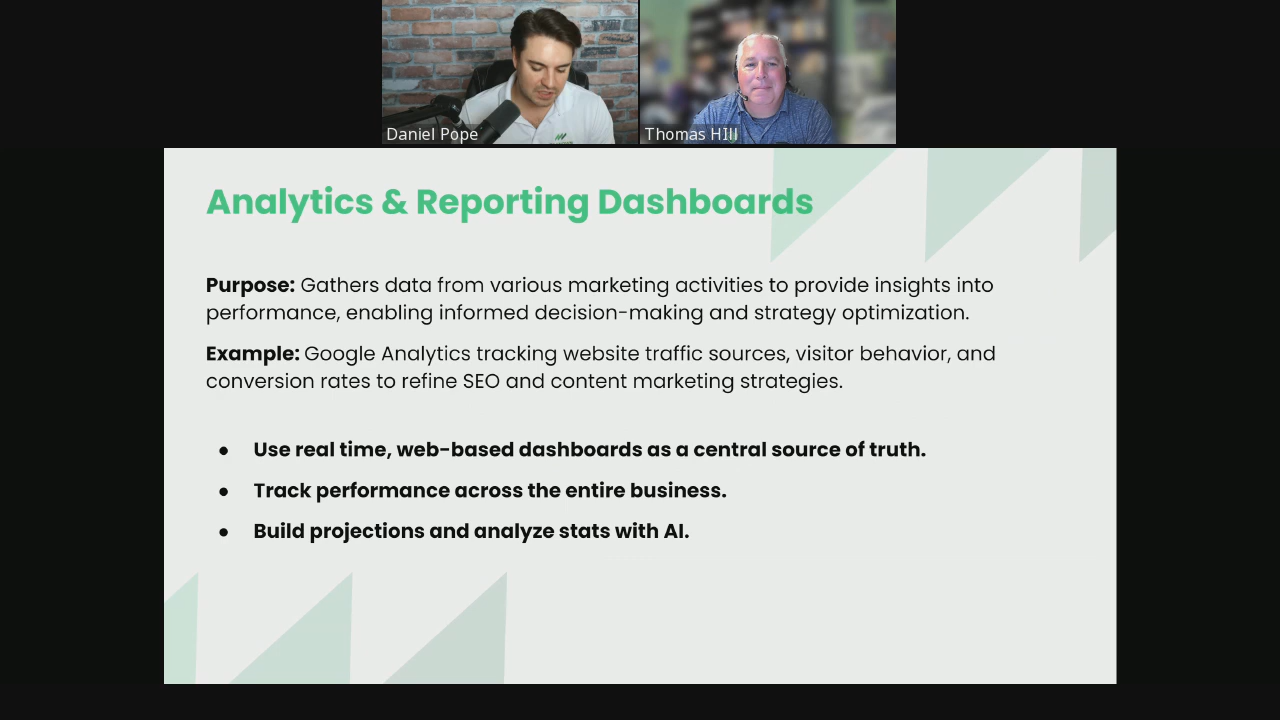 Daniel Pope
Thomas HIll
Analytics & Reporting Dashboards
Purpose: Gathers data from various marketing activities to provide insights into
performance, enabling informed decision-making and strategy optimization.
Example: Google Analytics tracking website traffic sources, visitor behavior, and
conversion rates to refine SEO and content marketing strategies.
● Use real time, web-based dashboards as a central source of truth.
● Track performance across the entire business.
● Build projections and analyze stats with AI.